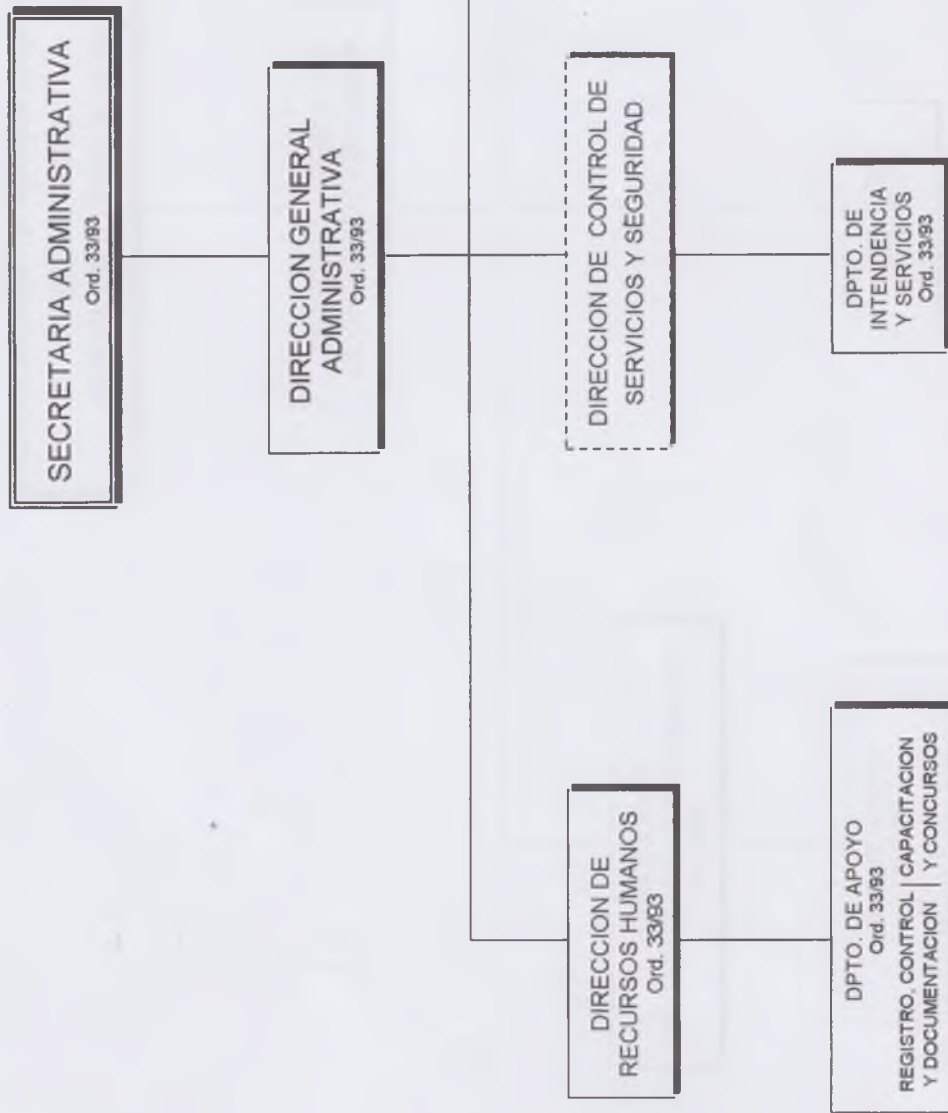 SECRETARIA ADMINISTRATIVA
Ord. 33/93
DIRECCION GENERAL
ADMINISTRATIVA
Ord. 33/93
DIRECCION DE
RECURSOS HUMANOS
Ord. 33/93
DIRECCION DE CONTROL DE
SERVICIOS Y SEGURIDAD
DPTO. DE APOYO
Ord. 33/93
REGISTRO, CONTROL | CAPACITACION
Y DOCUMENTACION | Y CONCURSOS
DPTO. DE
INTENDENCIA
Y SERVICIOS
Ord. 33/93